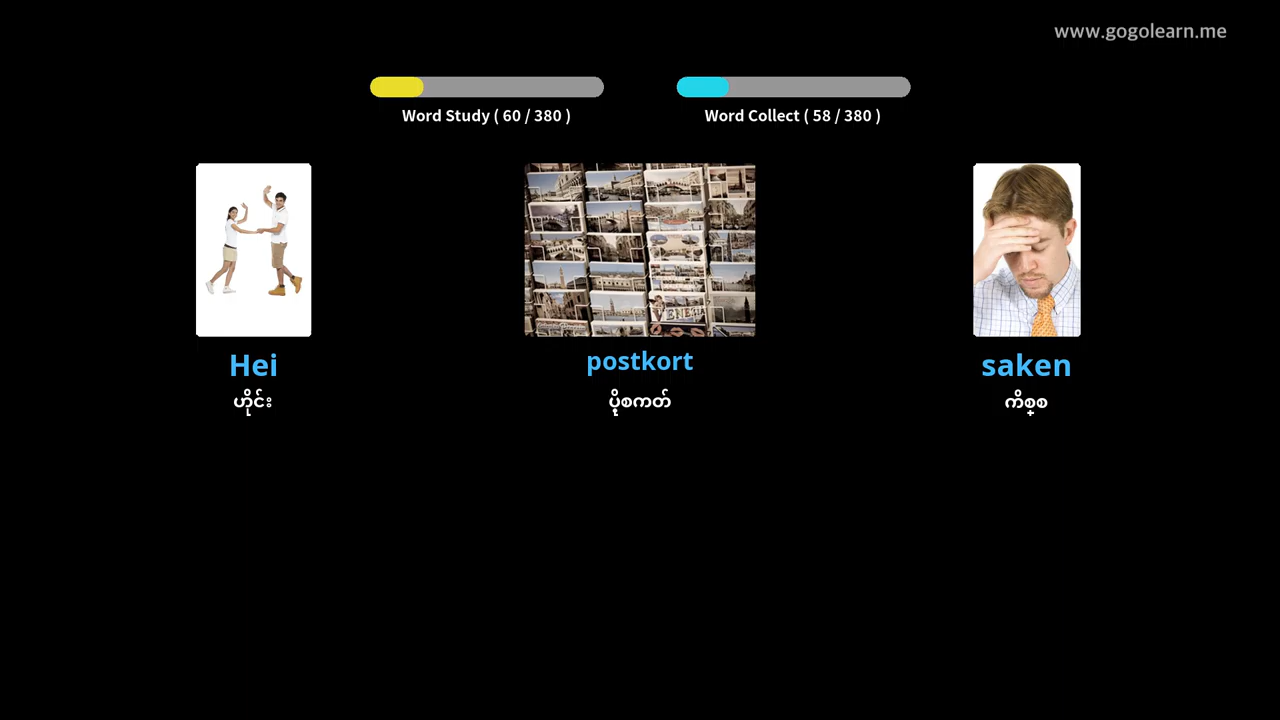 www.gogolearn.me
Word Study ( 60 / 380 )
Word Collect ( 58 / 380 )
Hei
postkort
saken
ဟိုင်း
ပို့စကတ်
ကိစ္စ